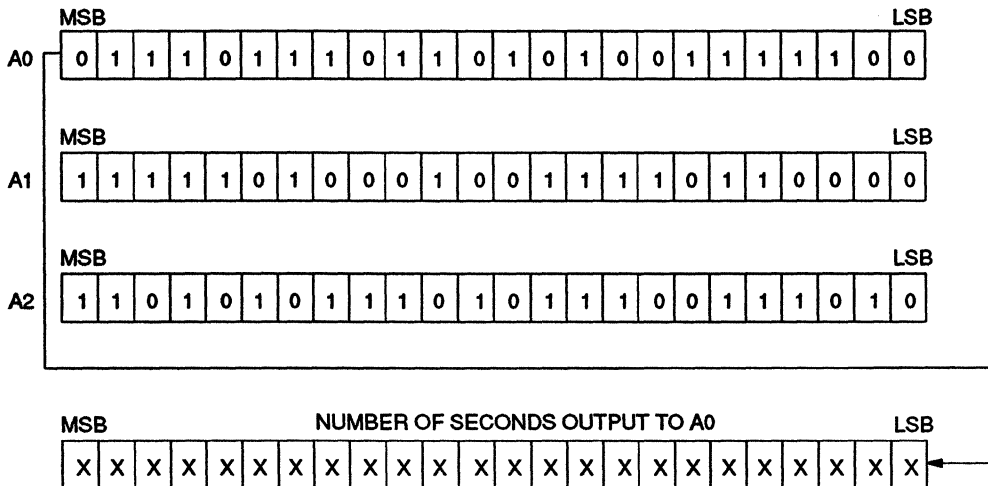 MSB LSB
A0 0 1 1 1 0 1 1 1 0 1 1 0 1 0 1 0 0 1 1 1 1 1 0 0
MSB LSB
A1 1 1 1 1 1 0 1 0 0 0 1 0 0 1 1 1 1 0 1 1 0 0 0 0
MSB LSB
A2 1 1 0 1 0 1 0 1 1 1 0 1 0 1 1 1 0 0 1 1 1 0 1 0
MSB NUMBER OF SECONDS OUTPUT TO A0 LSB
X X X X X X X X X X X X X X X X X X X X X X X X